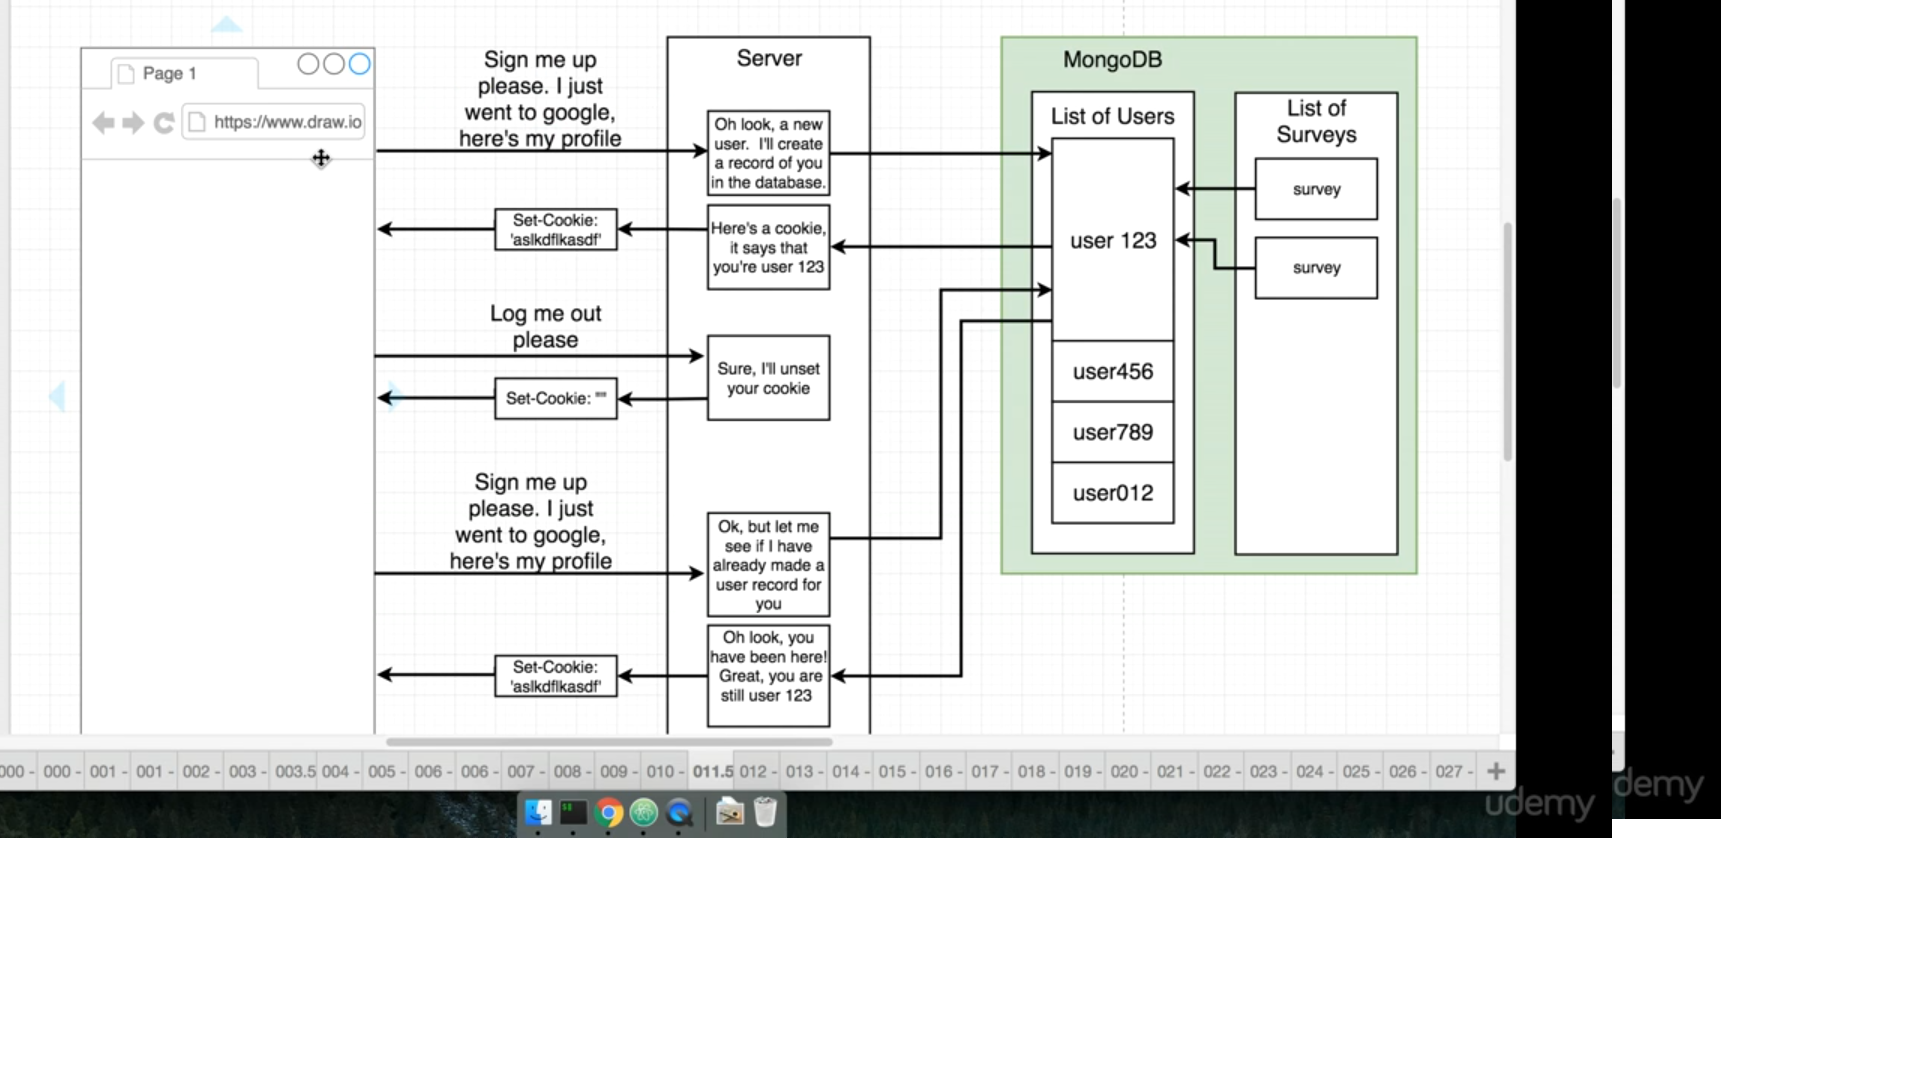 Page 1
https://www.draw.io
Sign me up
please. I just
went to google,
here's my profile
Server
Oh look, a new
user. I'll create
a record of you
in the database.
Set-Cookie:
'aslkdflkasdf'
Here's a cookie,
it says that
you're user 123
Log me out
please
Sure, I'll unset
your cookie
Set-Cookie: ""
Sign me up
please. I just
went to google,
here's my profile
Ok, but let me
see if I have
already made a
user record for
you
Set-Cookie:
'aslkdflkasdf'
Oh look, you
have been here!
Great, you are
still user 123
MongoDB
List of Users
user 123
user456
user789
user012
List of
Surveys
survey
survey
000 - 000 - 001 - 001 - 002 - 003 - 003.5 004 - 005 - 006 - 006 - 007 - 008 - 009 - 010 - 011.5 012 - 013 - 014 - 015 - 016 - 017 - 018 - 019 - 020 - 021 - 022 - 023 - 024 - 025 - 026 - 027 - +
$$
udemy
demy